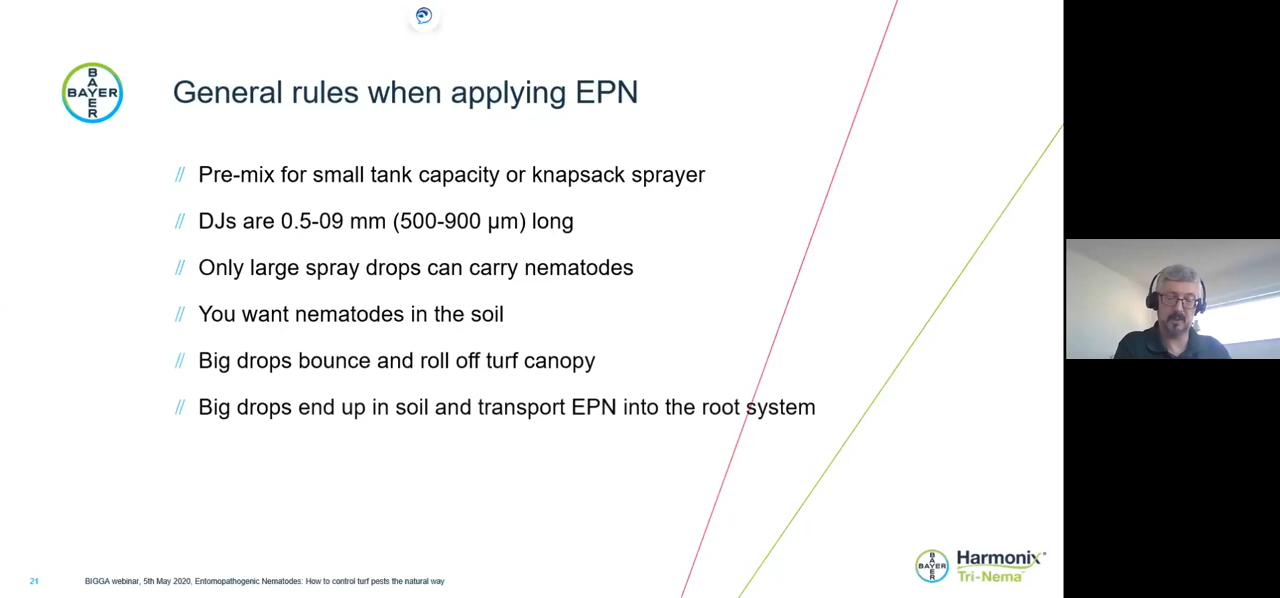 BAYER
BAYER
General rules when applying EPN
// Pre-mix for small tank capacity or knapsack sprayer
// DJs are 0.5-09 mm (500-900 µm) long
// Only large spray drops can carry nematodes
// You want nematodes in the soil
// Big drops bounce and roll off turf canopy
// Big drops end up in soil and transport EPN into the root system
21 BIGGA webinar, 5th May 2020, Entomopathogenic Nematodes: How to control turf pests the natural way
BAYER
BAYER
Harmonix®
Tri-Nema™